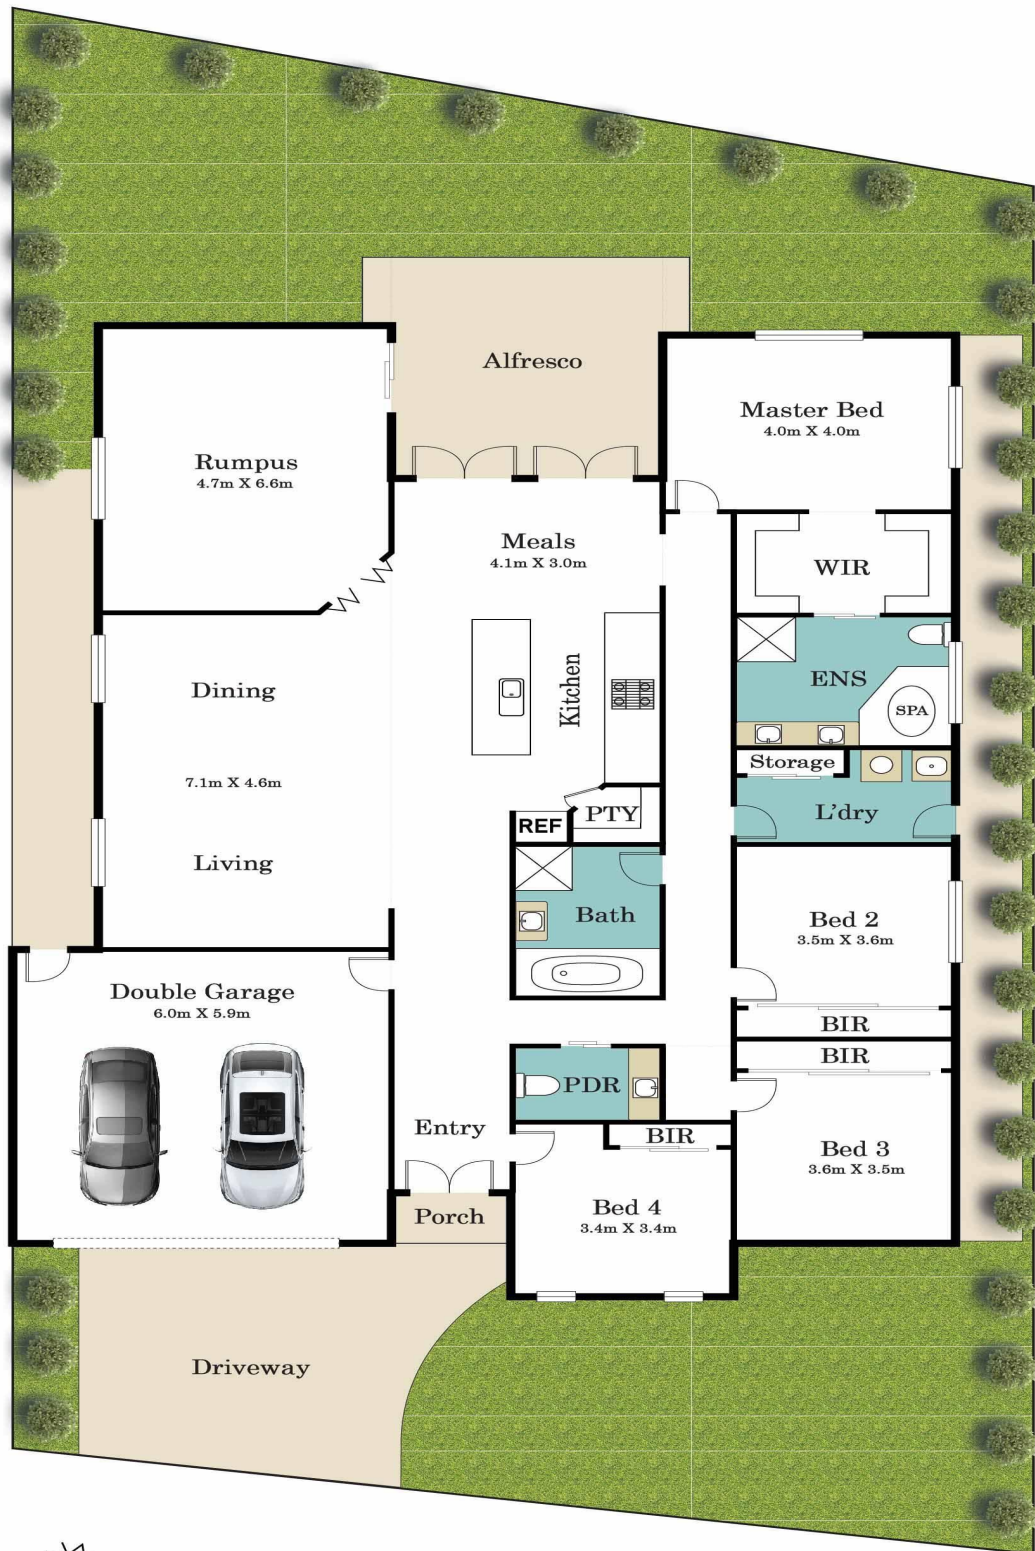 Alfresco
Master Bed
4.0m X 4.0m
Rumpus
4.7m X 6.6m
Meals
4.1m X 3.0m
WIR
Kitchen
Dining
ENS
SPA
7.1m X 4.6m
Storage
REF
PTY
L'dry
Living
Bath
Bed 2
3.5m X 3.6m
Double Garage
6.0m X 5.9m
BIR
BIR
PDR
Entry
BIR
Bed 3
3.6m X 3.5m
Porch
Bed 4
3.4m X 3.4m
Driveway